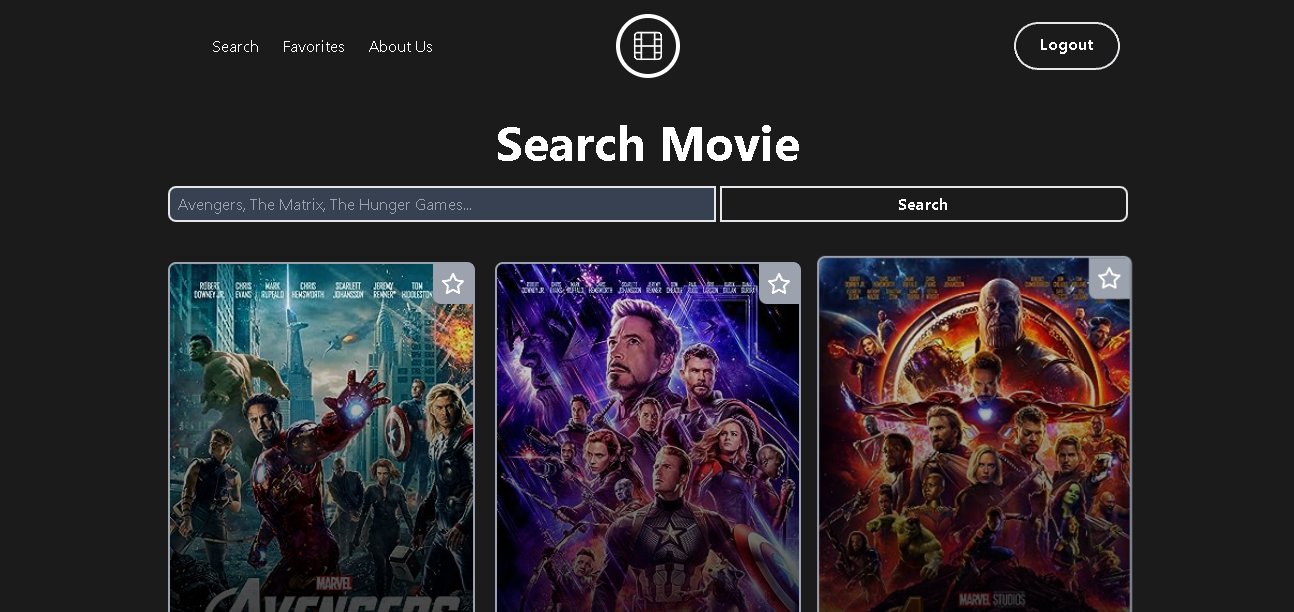 Search Favorites About Us Logout
Search Movie
Avengers, The Matrix, The Hunger Games... Search
ROBERT DOWNEY JR. CHRIS EVANS MARK RUFFALO CHRIS HEMSWORTH SCARLETT JOHANSSON JEREMY RENNER TOM HIDDLESTON
MARVEL
AVENGERS
MARVEL STUDIOS